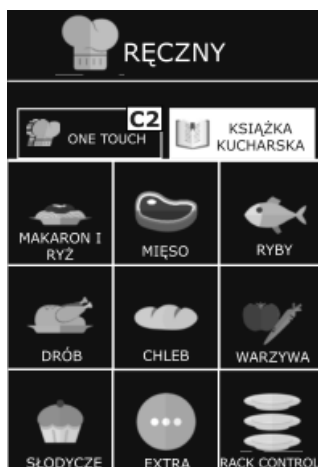 RĘCZNY
C2
ONE TOUCH
KSIĄŻKA
KUCHARSKA
MAKARON I
RYŻ
MIĘSO
RYBY
DRÓB
CHLEB
WARZYWA
SŁODYCZE
EXTRA
RACK CONTROL